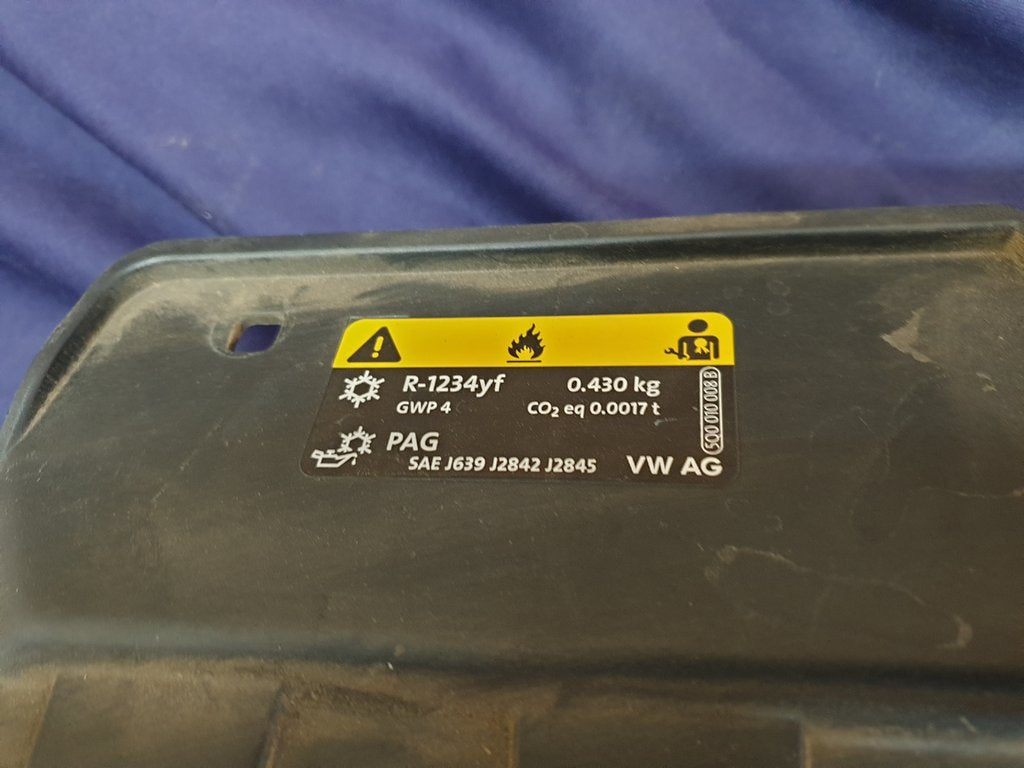 R-1234yf 0.430 kg
GWP 4 CO₂ eq 0.0017 t
PAG
SAE J639 J2842 J2845 VW AG
5Q0 010 008 B